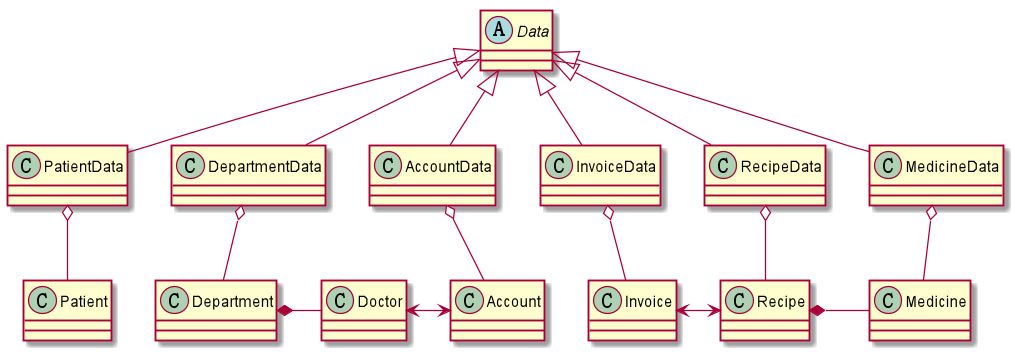 A Data
C PatientData
C DepartmentData
C AccountData
C InvoiceData
C RecipeData
C MedicineData
C Patient
C Department
C Doctor
C Account
C Invoice
C Recipe
C Medicine